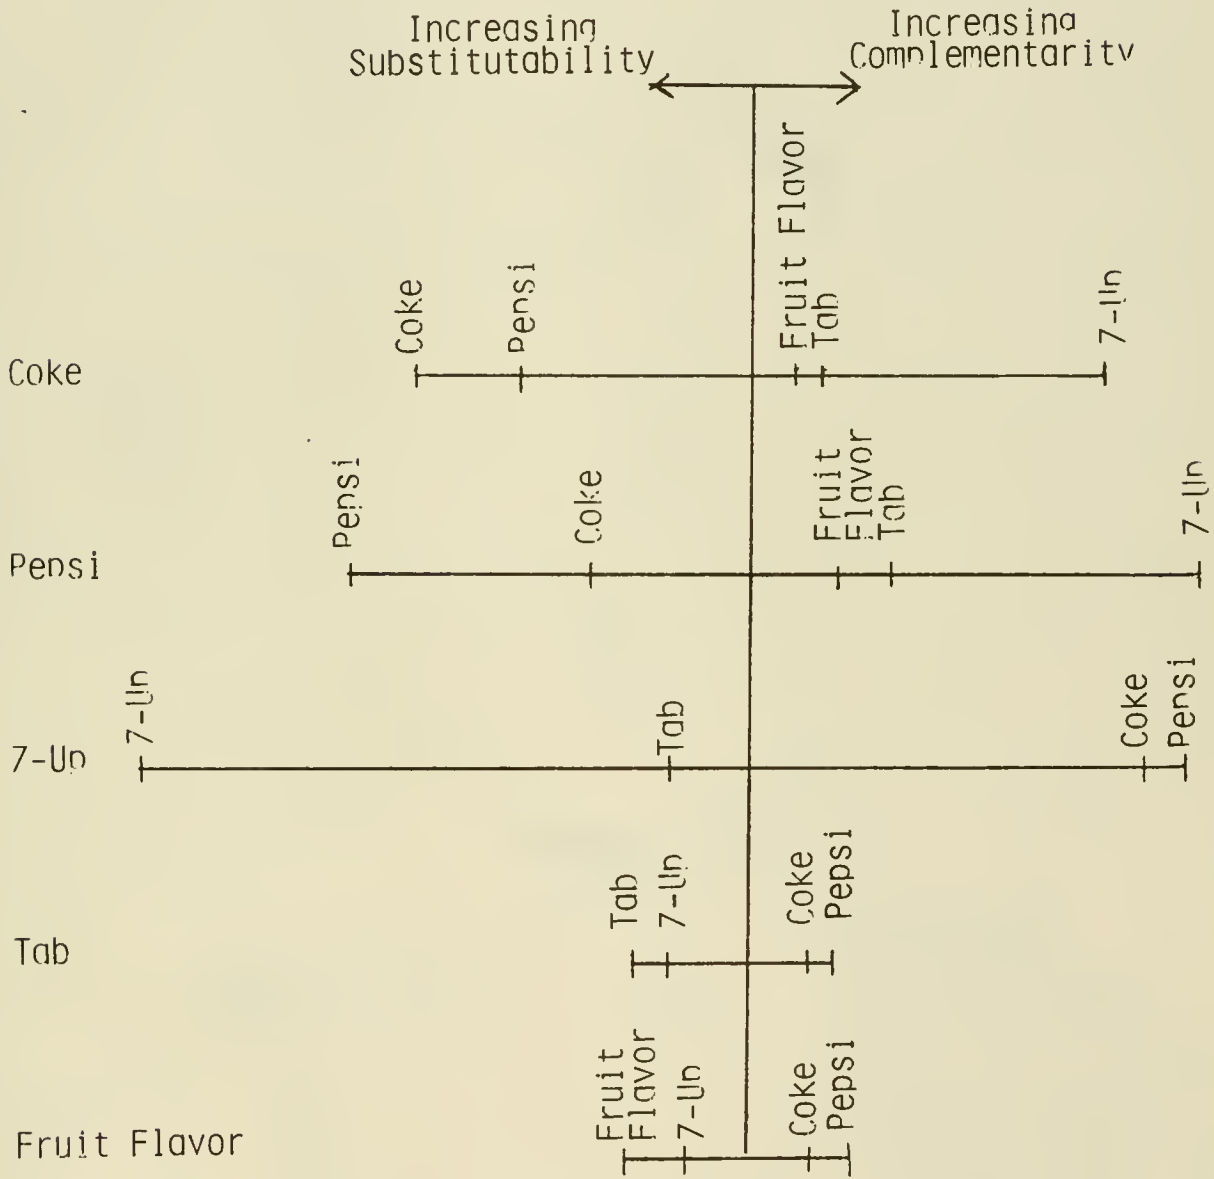 Increasing
Substitutability
Increasing
Complementarity
Coke
Coke
Pepsi
Fruit Flavor
Tab
7-Up
Pepsi
Pepsi
Coke
Fruit
Flavor
Tab
7-Up
7-Up
7-Up
Tab
Coke
Pepsi
Tab
Tab
7-Up
Coke
Pepsi
Fruit Flavor
Fruit
Flavor
7-Up
Coke
Pepsi